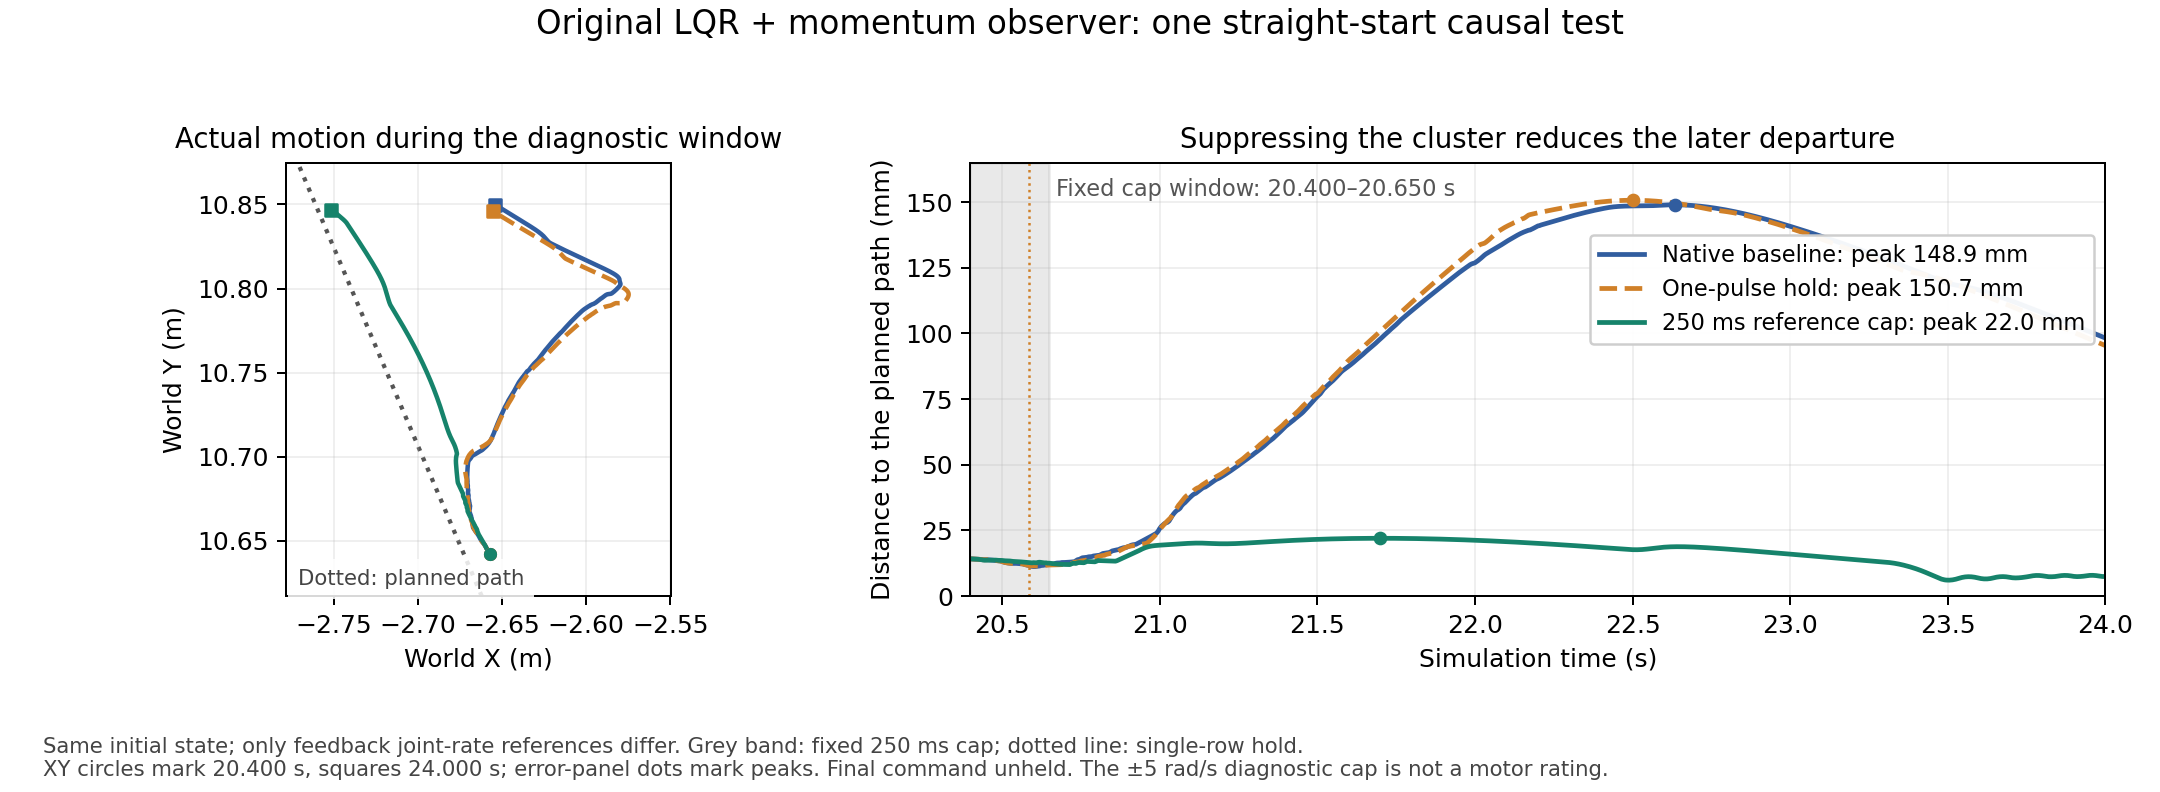 Original LQR + momentum observer: one straight-start causal test
Actual motion during the diagnostic window
World Y (m)
10.85
10.80
10.75
10.70
10.65
Dotted: planned path
−2.75 −2.70 −2.65 −2.60 −2.55
World X (m)
Suppressing the cluster reduces the later departure
Distance to the planned path (mm)
150
125
100
75
50
25
0
Fixed cap window: 20.400–20.650 s
Native baseline: peak 148.9 mm
One-pulse hold: peak 150.7 mm
250 ms reference cap: peak 22.0 mm
20.5 21.0 21.5 22.0 22.5 23.0 23.5 24.0
Simulation time (s)
Same initial state; only feedback joint-rate references differ. Grey band: fixed 250 ms cap; dotted line: single-row hold.
XY circles mark 20.400 s, squares 24.000 s; error-panel dots mark peaks. Final command unheld. The ±5 rad/s diagnostic cap is not a motor rating.